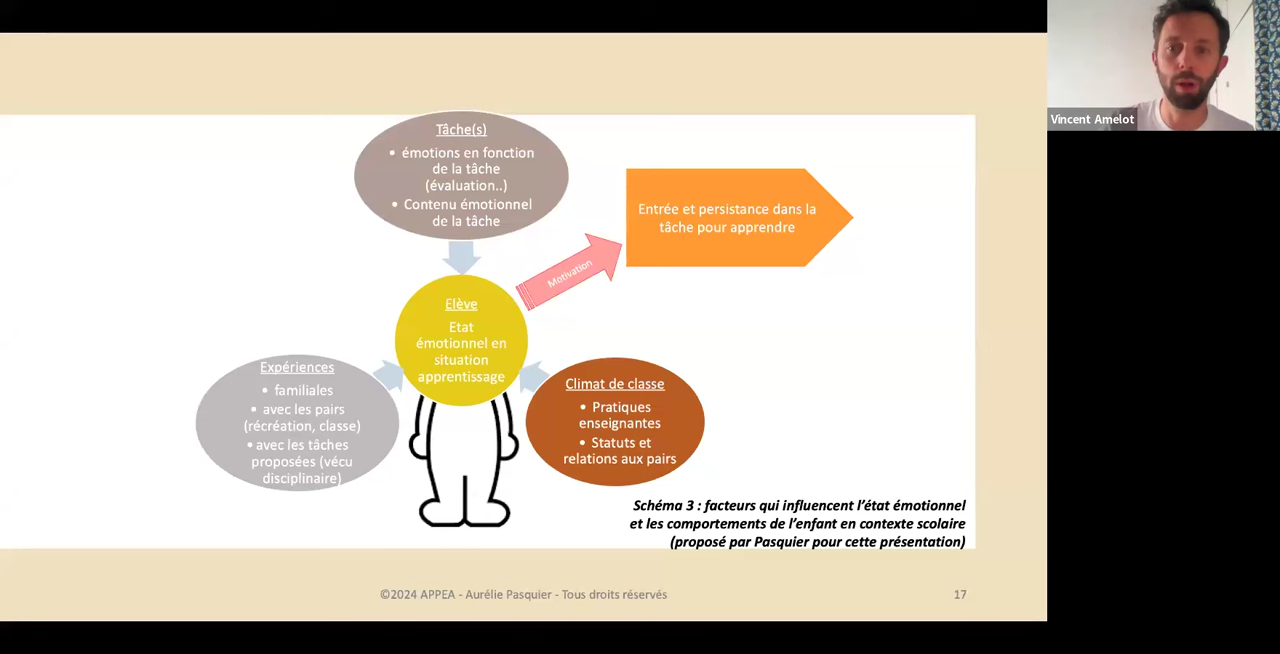 Vincent Amelot
Tâche(s)
• émotions en fonction
de la tâche
(évaluation..)
• Contenu émotionnel
de la tâche
Entrée et persistance dans la
tâche pour apprendre
Motivation
Elève
Etat
émotionnel en
situation
apprentissage
Expériences
• familiales
• avec les pairs
(récréation, classe)
• avec les tâches
proposées (vécu
disciplinaire)
Climat de classe
• Pratiques
enseignantes
• Statuts et
relations aux pairs
Schéma 3 : facteurs qui influencent l’état émotionnel
et les comportements de l’enfant en contexte scolaire
(proposé par Pasquier pour cette présentation)
©2024 APPEA - Aurélie Pasquier - Tous droits réservés
17